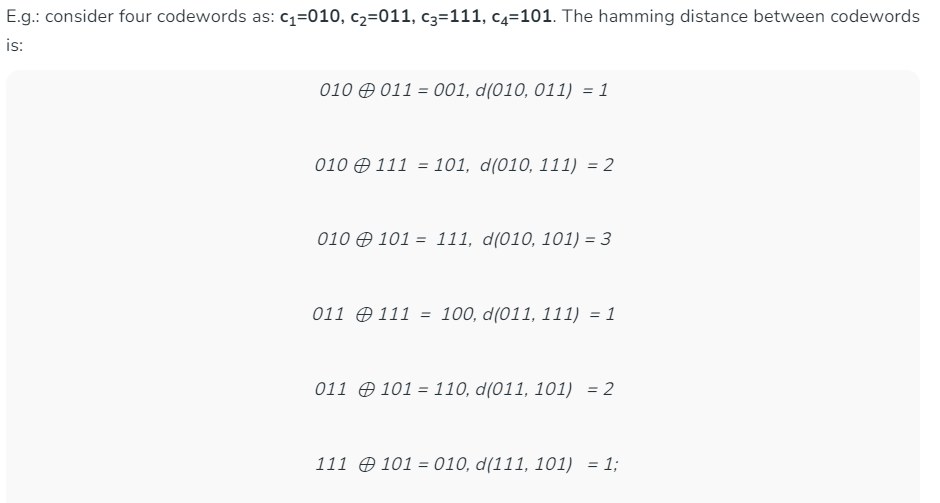 E.g.: consider four codewords as: c₁=010, c₂=011, c₃=111, c₄=101. The hamming distance between codewords
is:
010 ⊕ 011 = 001, d(010, 011) = 1
010 ⊕ 111 = 101, d(010, 111) = 2
010 ⊕ 101 = 111, d(010, 101) = 3
011 ⊕ 111 = 100, d(011, 111) = 1
011 ⊕ 101 = 110, d(011, 101) = 2
111 ⊕ 101 = 010, d(111, 101) = 1;